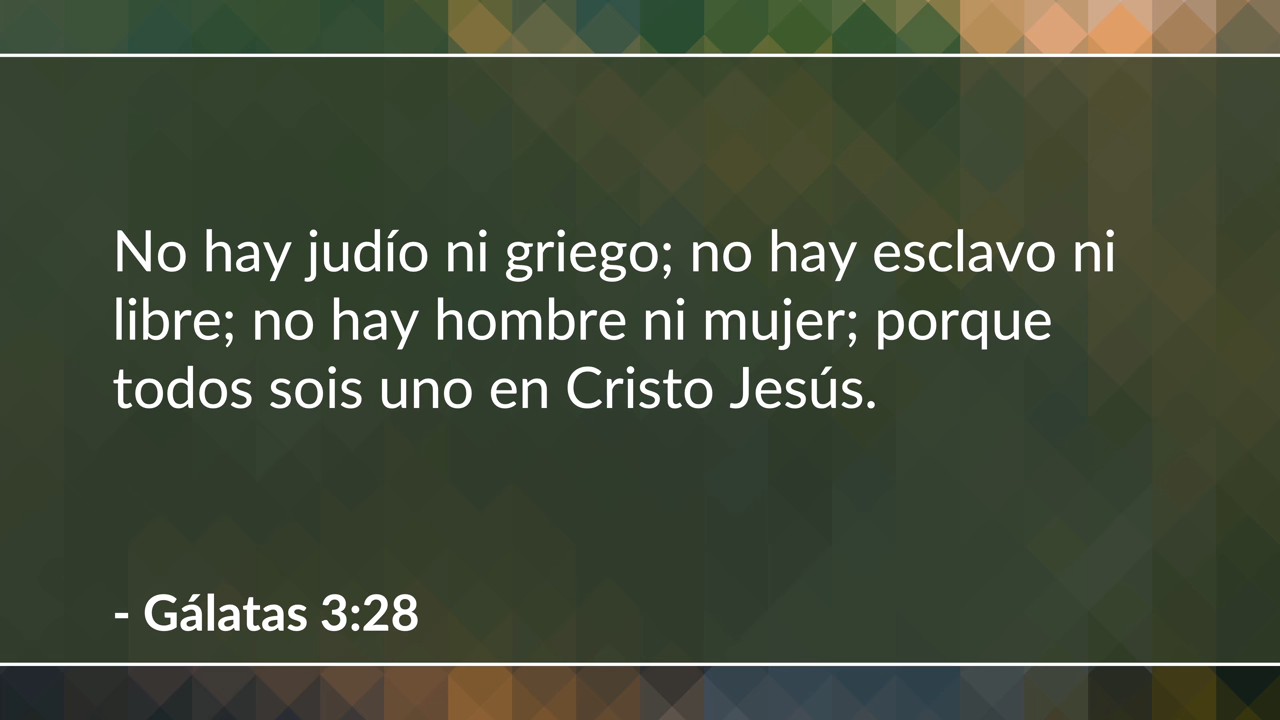 No hay judío ni griego; no hay esclavo ni
libre; no hay hombre ni mujer; porque
todos sois uno en Cristo Jesús.
- Gálatas 3:28